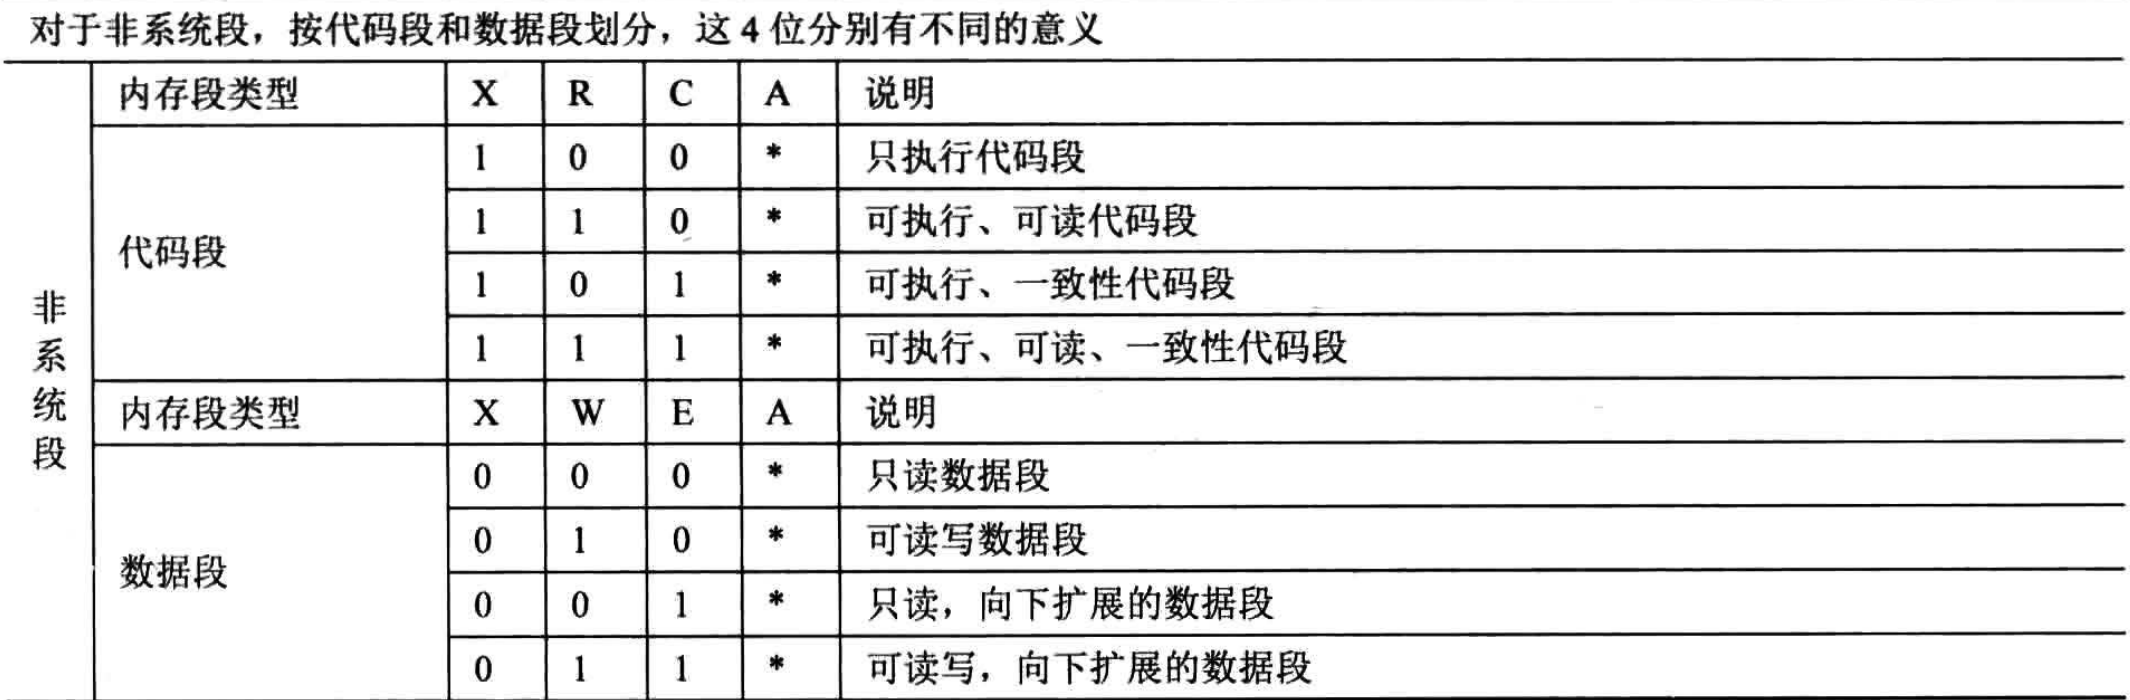 对于非系统段，按代码段和数据段划分，这 4 位分别有不同的意义
非系统段
内存段类型 X R C A 说明
代码段
1 0 0 * 只执行代码段
1 1 0 * 可执行、可读代码段
1 0 1 * 可执行、一致性代码段
1 1 1 * 可执行、可读、一致性代码段
内存段类型 X W E A 说明
数据段
0 0 0 * 只读数据段
0 1 0 * 可读写数据段
0 0 1 * 只读，向下扩展的数据段
0 1 1 * 可读写，向下扩展的数据段